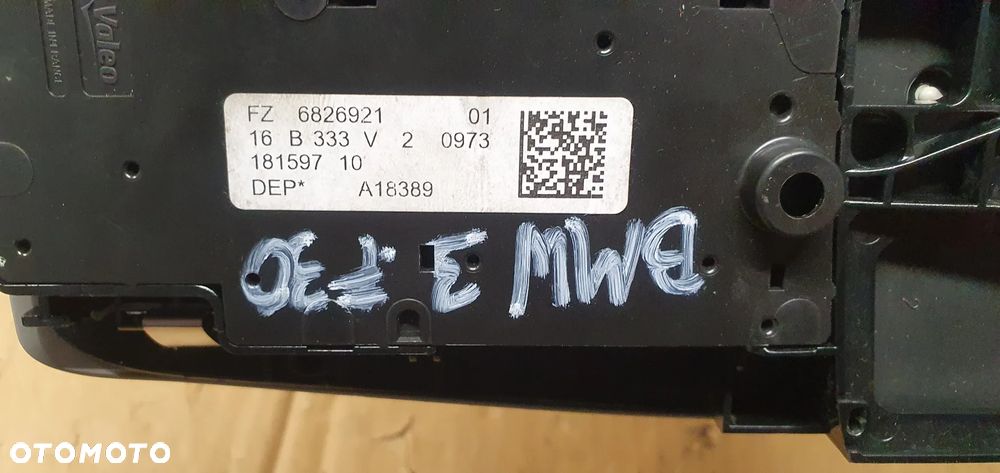 Valeo
FZ 6826921 01
16 B 333 V 2 0973
181597 10
DEP* A18389
BMW 3 F30
OTOMOTO